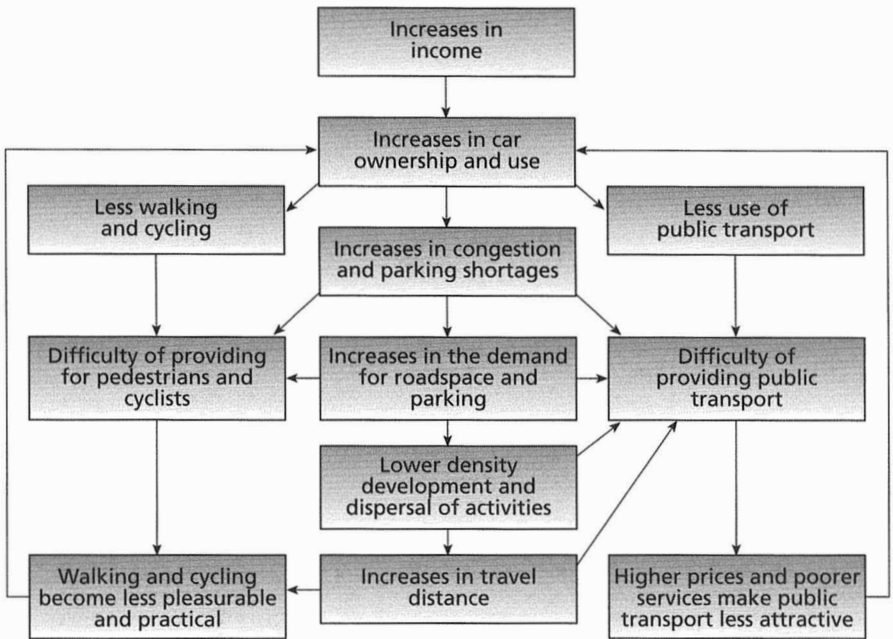 Increases in
income
Increases in car
ownership and use
Less walking
and cycling
Less use of
public transport
Increases in congestion
and parking shortages
Difficulty of providing
for pedestrians and
cyclists
Increases in the demand
for roadspace and
parking
Difficulty of
providing public
transport
Lower density
development and
dispersal of activities
Walking and cycling
become less pleasurable
and practical
Increases in travel
distance
Higher prices and poorer
services make public
transport less attractive